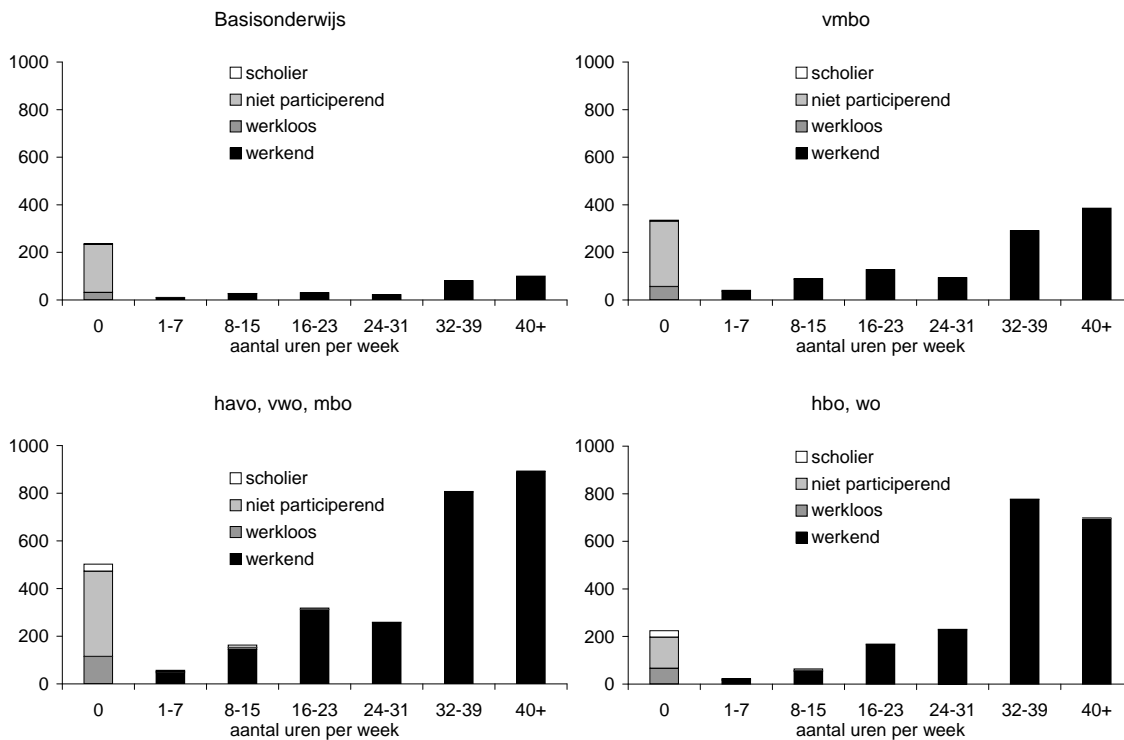 Basisonderwijs
1000
800
600
400
200
0
scholier
niet participerend
werkloos
werkend
0 1-7 8-15 16-23 24-31 32-39 40+
aantal uren per week
vmbo
1000
800
600
400
200
0
scholier
niet participerend
werkloos
werkend
0 1-7 8-15 16-23 24-31 32-39 40+
aantal uren per week
havo, vwo, mbo
1000
800
600
400
200
0
scholier
niet participerend
werkloos
werkend
0 1-7 8-15 16-23 24-31 32-39 40+
aantal uren per week
hbo, wo
1000
800
600
400
200
0
scholier
niet participerend
werkloos
werkend
0 1-7 8-15 16-23 24-31 32-39 40+
aantal uren per week